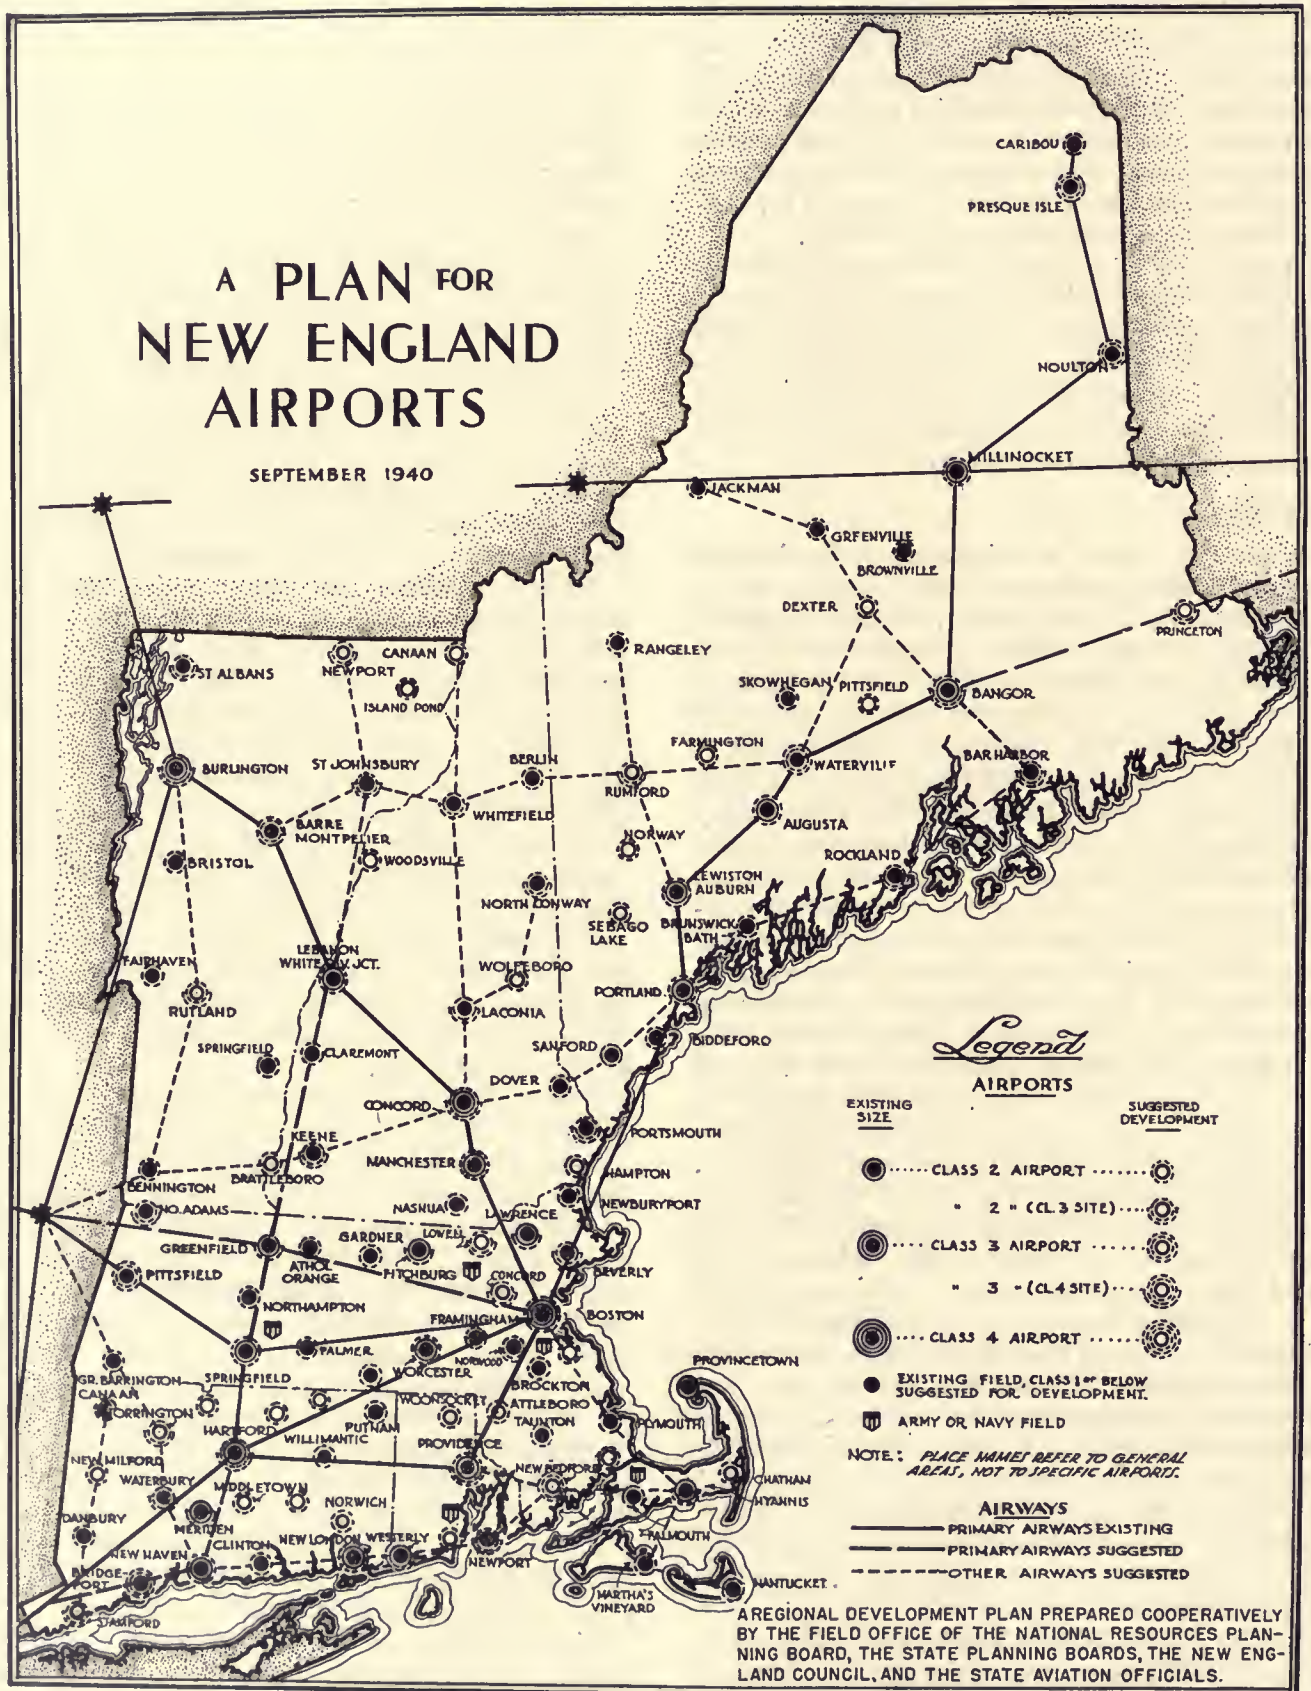 A PLAN FOR
NEW ENGLAND
AIRPORTS
SEPTEMBER 1940
CARIBOU
PRESQUE ISLE
HOULTON
MILLINOCKET
JACKMAN
GREENVILLE
BROWNVILLE
DEXTER
PRINCETON
RANGELEY
CANAAN
NEWPORT
ST ALBANS
ISLAND POND
SKOWHEGAN
PITTSFIELD
BANGOR
FARMINGTON
BAR HARBOR
BURLINGTON
ST JOHNSBURY
BERLIN
WATERVILLE
RUMFORD
WHITEFIELD
AUGUSTA
BARRE
MONTPELIER
NORWAY
BRISTOL
WOODSVILLE
ROCKLAND
LEWISTON
AUBURN
NORTH CONWAY
SEBAGO
LAKE
BRUNSWICK
BATH
FAIRHAVEN
LEBANON
WHITE RIV. JCT.
WOLFEBORO
PORTLAND
RUTLAND
LACONIA
BIDDEFORD
SPRINGFIELD
CLAREMONT
SANFORD
DOVER
CONCORD
PORTSMOUTH
KEENE
MANCHESTER
HAMPTON
BENNINGTON
BRATTLEBORO
NEWBURYPORT
NO. ADAMS
NASHUA
LAWRENCE
GREENFIELD
GARDNER
LOWELL
ATHOL
ORANGE
FITCHBURG
CONCORD
BEVERLY
PITTSFIELD
NORTHAMPTON
FRAMINGHAM
BOSTON
PALMER
NORWOOD
WORCESTER
PROVINCETOWN
GR. BARRINGTON
SPRINGFIELD
BROCKTON
CANAAN
WOONSOCKET
ATTLEBORO
TORRINGTON
PUTNAM
TAUNTON
PLYMOUTH
HARTFORD
WILLIMANTIC
PROVIDENCE
NEW MILFORD
NEW BEDFORD
CHATHAM
WATERBURY
MIDDLETOWN
HYANNIS
NORWICH
DANBURY
MERIDEN
CLINTON
NEW LONDON
WESTERLY
FALMOUTH
NEW HAVEN
NEWPORT
BRIDGE-
PORT
MARTHA'S
VINEYARD
NANTUCKET
STAMFORD
Legend
AIRPORTS
EXISTING
SIZE
SUGGESTED
DEVELOPMENT
CLASS 2 AIRPORT
" 2 " (CL. 3 SITE)
CLASS 3 AIRPORT
" 3 " (CL. 4 SITE)
CLASS 4 AIRPORT
EXISTING FIELD, CLASS 1 OR BELOW
SUGGESTED FOR DEVELOPMENT.
ARMY OR NAVY FIELD
NOTE: PLACE NAMES REFER TO GENERAL
AREAS, NOT TO SPECIFIC AIRPORTS.
AIRWAYS
PRIMARY AIRWAYS EXISTING
PRIMARY AIRWAYS SUGGESTED
OTHER AIRWAYS SUGGESTED
A REGIONAL DEVELOPMENT PLAN PREPARED COOPERATIVELY
BY THE FIELD OFFICE OF THE NATIONAL RESOURCES PLAN-
NING BOARD, THE STATE PLANNING BOARDS, THE NEW ENG-
LAND COUNCIL, AND THE STATE AVIATION OFFICIALS.